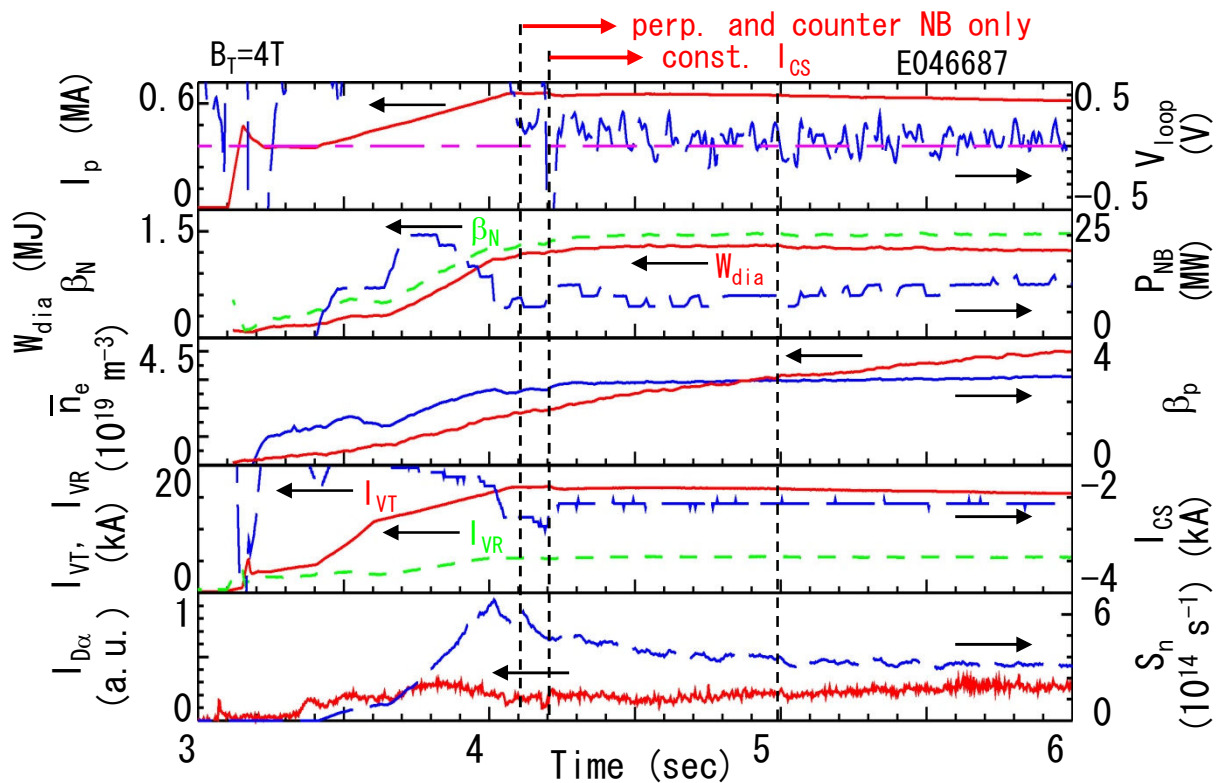 perp. and counter NB only
B_T=4T
const. I_CS
E046687
0.6
0
I_p (MA)
0.5
-0.5
V_loop
(V)
1.5
0
W_dia (MJ)
β_N
β_N
W_dia
25
0
P_NB
(MW)
4.5
0
n̅_e
(10^19 m^-3)
4
0
β_p
20
0
I_VT, I_VR
(kA)
I_VT
I_VR
-2
-4
I_CS
(kA)
1
0
I_Dα
(a.u.)
6
0
S_n
(10^14 s^-1)
3 4 5 6
Time (sec)